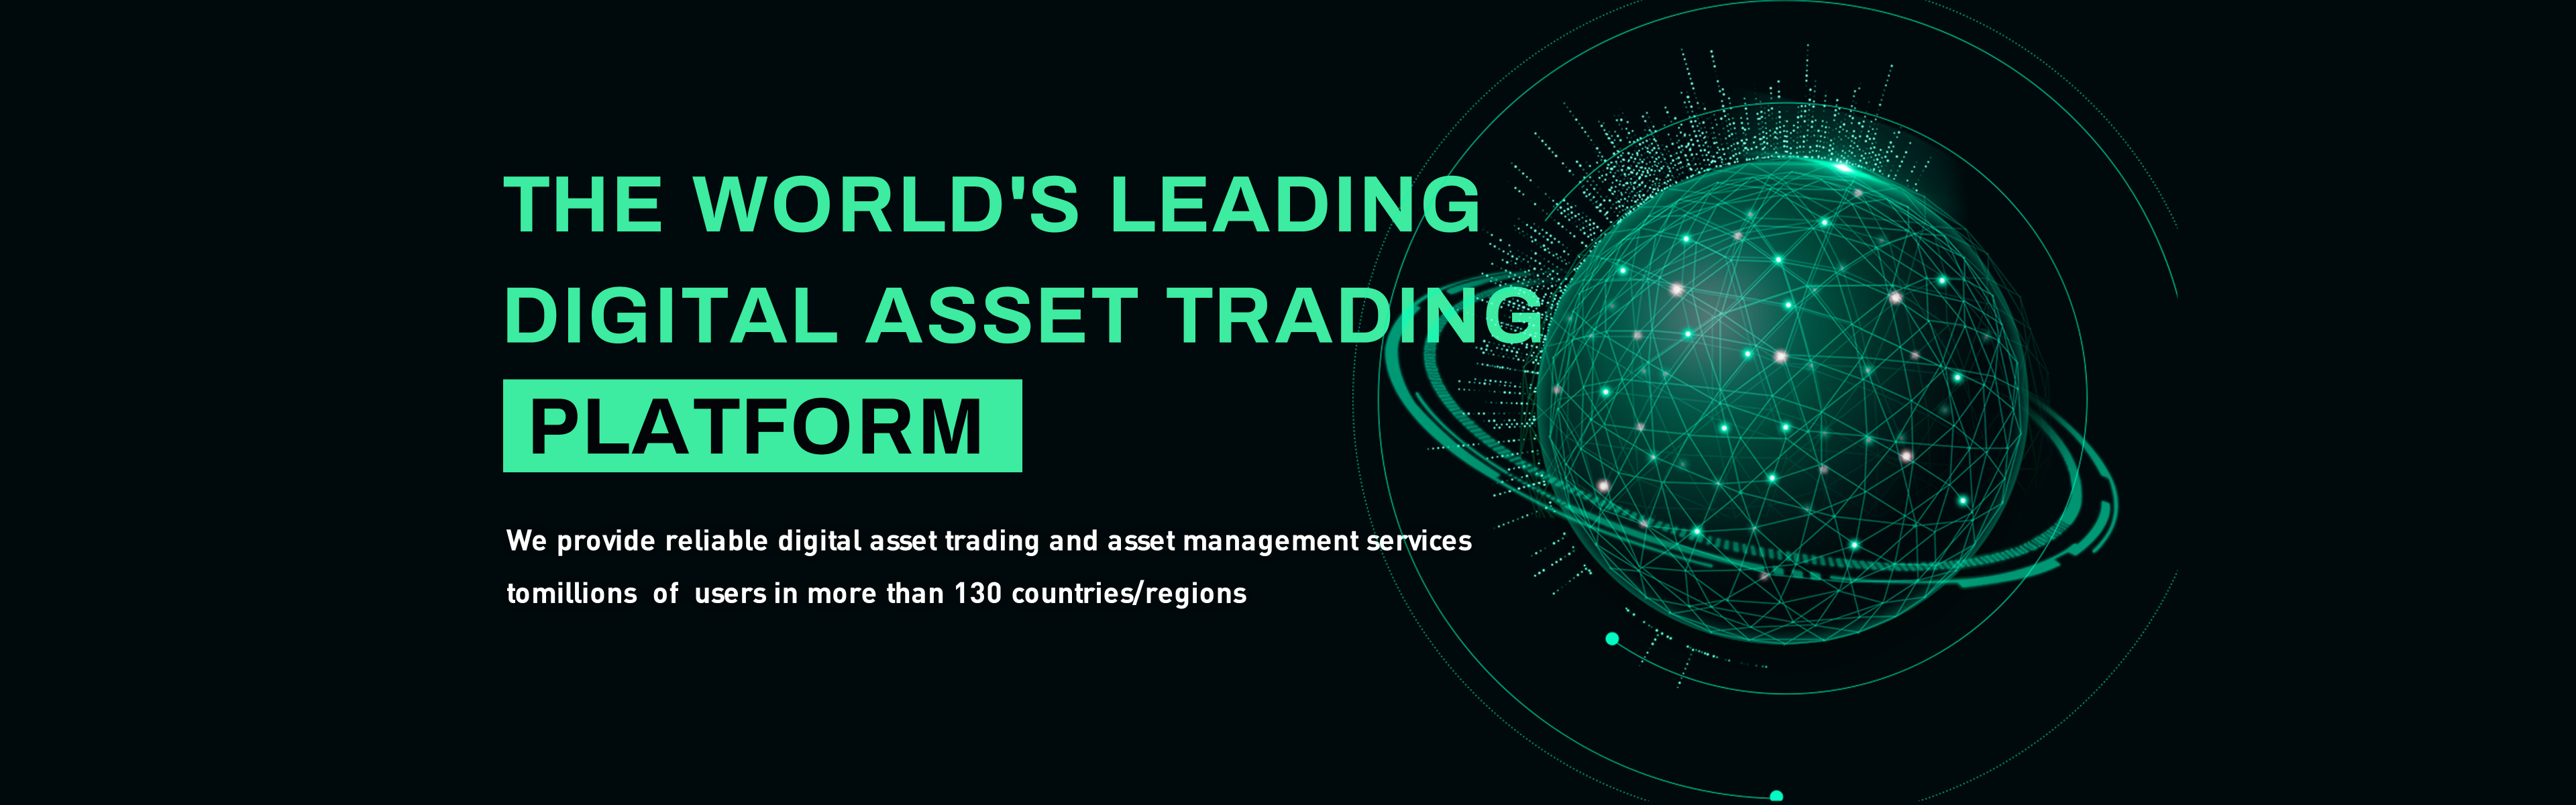 THE WORLD'S LEADING
DIGITAL ASSET TRADING
PLATFORM
We provide reliable digital asset trading and asset management services
tomillions of users in more than 130 countries/regions